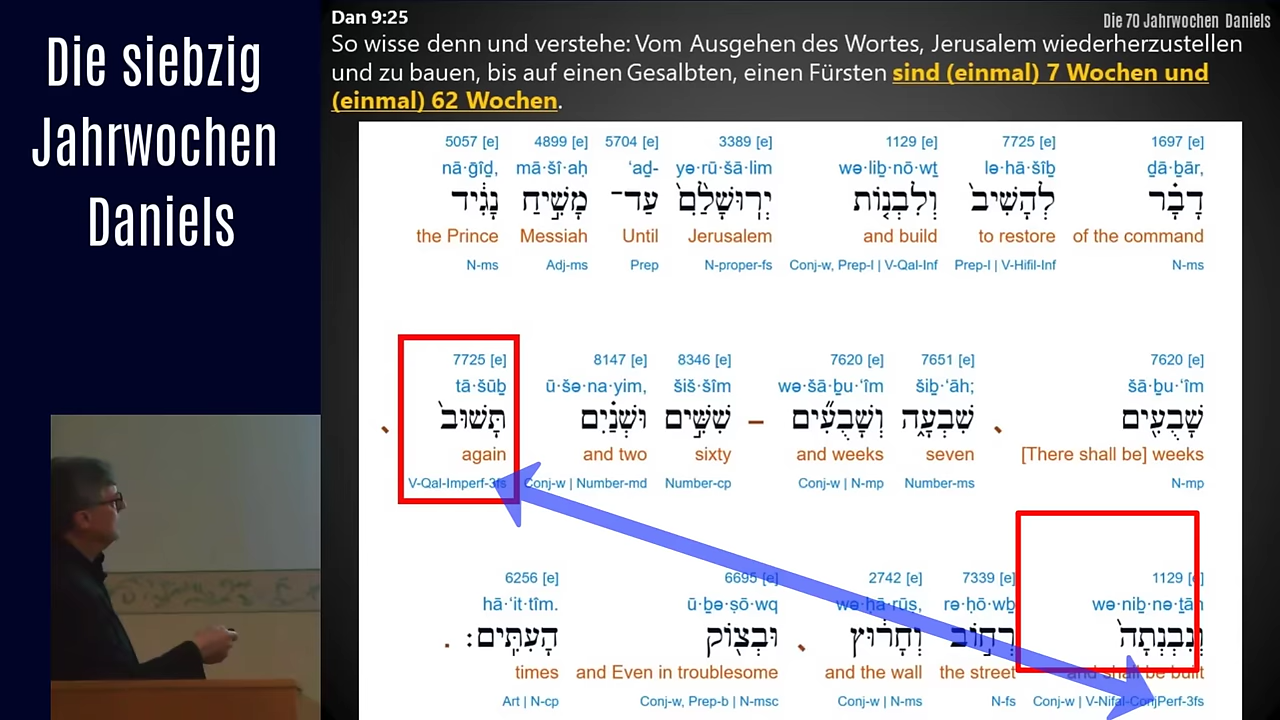 Die siebzig
Jahrwochen
Daniels
Dan 9:25
Die 70 Jahrwochen Daniels
So wisse denn und verstehe: Vom Ausgehen des Wortes, Jerusalem wiederherzustellen
und zu bauen, bis auf einen Gesalbten, einen Fürsten sind (einmal) 7 Wochen und
(einmal) 62 Wochen.
5057 [e] 4899 [e] 5704 [e] 3389 [e] 1129 [e] 7725 [e] 1697 [e]
nā·ḡîḏ, mā·šî·aḥ ‘aḏ- yə·rū·šā·lim wə·liḇ·nō·wṯ lə·hā·šîḇ ḏā·ḇār,
דָבָ֗ר לְהָשִׁיב֙ וְלִבְנ֤וֹת יְרֽוּשָׁלִַ֙ם֙ עַד־ מָשִׁ֣יחַ נָגִ֔יד
the Prince Messiah Until Jerusalem and build to restore of the command
N-ms Adj-ms Prep N-proper-fs Conj-w, Prep-l | V-Qal-Inf Prep-l | V-Hifil-Inf N-ms
7725 [e] 8147 [e] 8346 [e] 7620 [e] 7651 [e] 7620 [e]
tā·šūḇ ū·šə·na·yim, šiš·šîm wə·šā·ḇu·‘îm šiḇ·‘āh; šā·ḇu·‘îm
שָׁבֻעִ֖ים 、 שִׁבְעָ֑ה וְשָׁבֻעִ֞ים – שִׁשִּׁ֣ים וּשְׁנַ֗יִם תָּשׁוּב֙ 、
again and two sixty and weeks seven [There shall be] weeks
V-Qal-Imperf-3fs Conj-w | Number-md Number-cp Conj-w | N-mp Number-ms N-mp
6256 [e] 6695 [e] 2742 [e] 7339 [e] 1129 [e]
hā·‘it·tîm. ū·ḇə·ṣō·wq wə·ḥā·rūṣ, rə·ḥō·wḇ wə·niḇ·nə·ṯāh
וְנִבְנְתָה֙ רְח֣וֹב וְחָר֔וּץ 、 וּבְצ֖וֹק הָעִתִּֽים׃ .
times and Even in troublesome and the wall the street and shall be built
Art | N-cp Conj-w, Prep-b | N-msc Conj-w | N-ms N-fs Conj-w | V-Nifal-ConjPerf-3fs